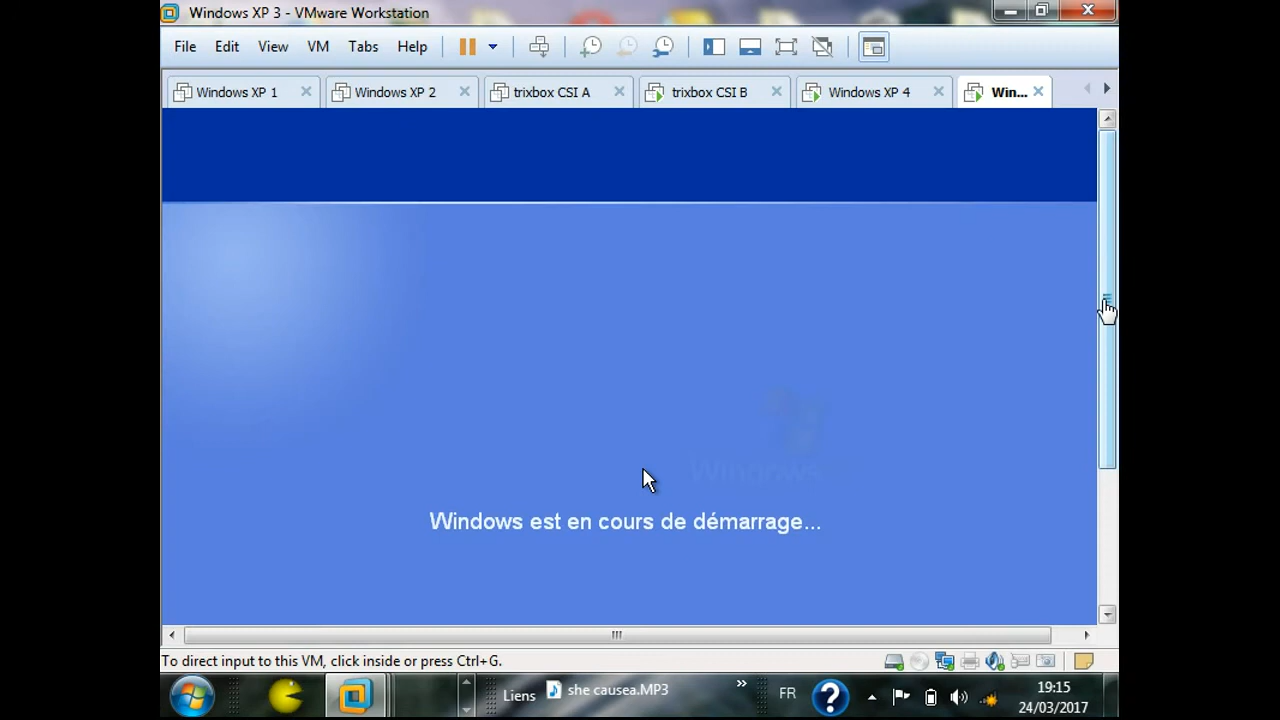 Windows XP 3 - VMware Workstation
File Edit View VM Tabs Help
Windows XP 1 Windows XP 2 trixbox CSI A trixbox CSI B Windows XP 4 Win...
Windows
Windows est en cours de démarrage...
To direct input to this VM, click inside or press Ctrl+G.
Liens she causea.MP3 FR 19:15
24/03/2017